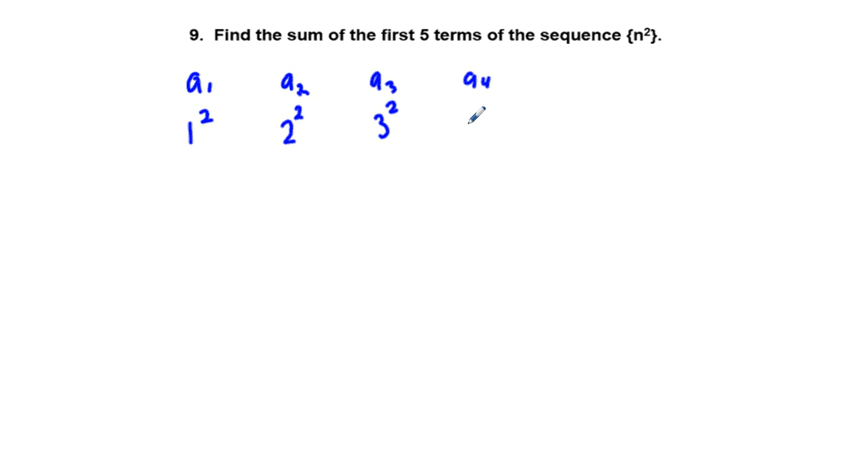 9. Find the sum of the first 5 terms of the sequence {n²}.
a₁ a₂ a₃ a₄
1² 2² 3²